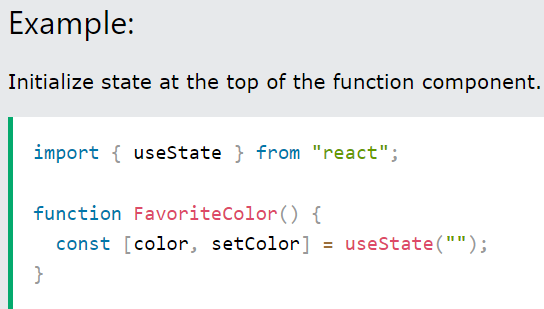 Example:
Initialize state at the top of the function component.
import { useState } from "react";
function FavoriteColor() {
  const [color, setColor] = useState("");
}